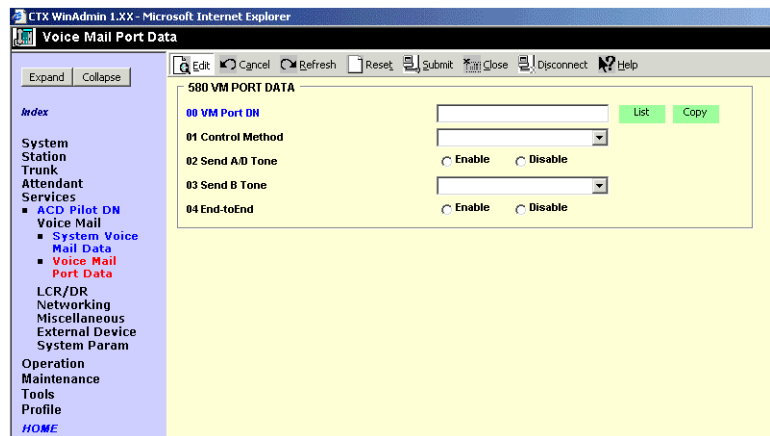 CTX WinAdmin 1.XX - Microsoft Internet Explorer
Voice Mail Port Data
Expand Collapse
Edit Cancel Refresh Reset Submit Close Disconnect Help
Index
System
Station
Trunk
Attendant
Services
ACD Pilot DN
Voice Mail
System Voice
Mail Data
Voice Mail
Port Data
LCR/DR
Networking
Miscellaneous
External Device
System Param
Operation
Maintenance
Tools
Profile
HOME
580 VM PORT DATA
00 VM Port DN List Copy
01 Control Method
02 Send A/D Tone Enable Disable
03 Send B Tone
04 End-toEnd Enable Disable